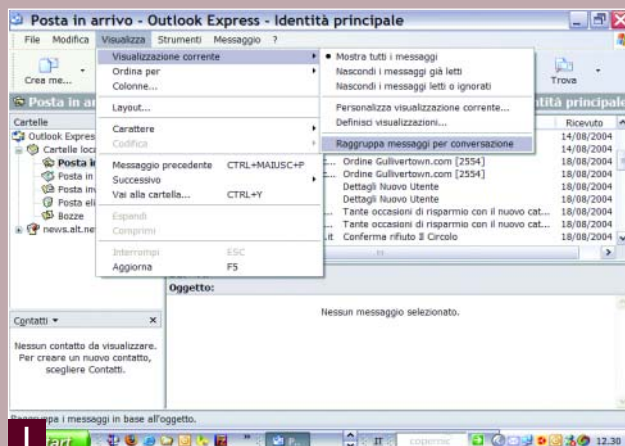 Posta in arrivo - Outlook Express - Identità principale
File Modifica Visualizza Strumenti Messaggio ?
Crea me...
Trova
Posta in
principale
Visualizzazione corrente
Ordina per
Colonne...
Layout...
Carattere
Codifica
Messaggio precedente CTRL+MAIUSC+P
Successivo
Vai alla cartella... CTRL+Y
Espandi
Comprimi
Interrompi ESC
Aggiorna F5
Mostra tutti i messaggi
Nascondi i messaggi già letti
Nascondi i messaggi letti o ignorati
Personalizza visualizzazione corrente...
Definisci visualizzazioni...
Raggruppa messaggi per conversazione
Cartelle
Outlook Expres
Cartelle loca
Posta in
Posta in
Posta inv
Posta eli
Bozze
news.alt.ne
Ricevuto
14/08/2004
14/08/2004
Ordine Gullivertown.com [2554] 18/08/2004
Ordine Gullivertown.com [2554] 18/08/2004
Dettagli Nuovo Utente 18/08/2004
Dettagli Nuovo Utente 18/08/2004
Tante occasioni di risparmio con il nuovo cat... 18/08/2004
Tante occasioni di risparmio con il nuovo cat... 18/08/2004
.it Conferma rifiuto Il Circolo 18/08/2004
Oggetto:
Nessun messaggio selezionato.
Contatti
Nessun contatto da visualizzare.
Per creare un nuovo contatto,
scegliere Contatti.
i messaggi in base all'oggetto.
IT copernic 12.30